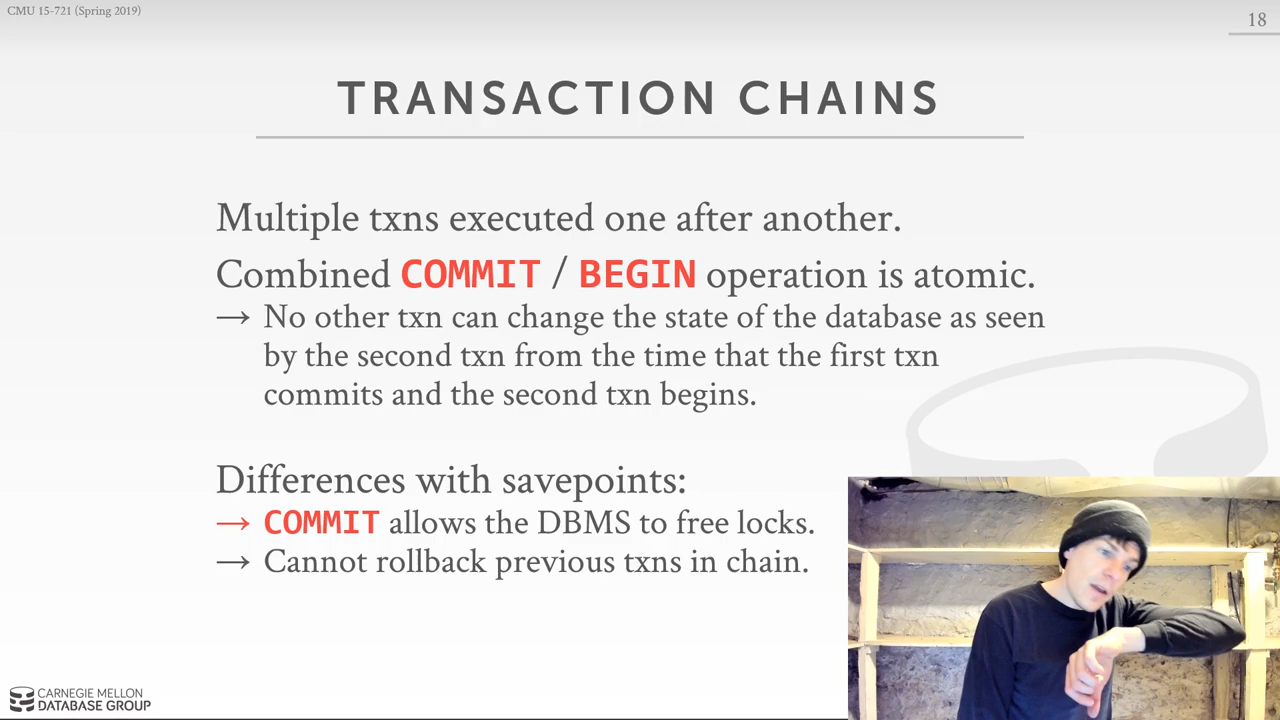 CMU 15-721 (Spring 2019)
18
TRANSACTION CHAINS
Multiple txns executed one after another.
Combined COMMIT / BEGIN operation is atomic.
→ No other txn can change the state of the database as seen
by the second txn from the time that the first txn
commits and the second txn begins.
Differences with savepoints:
→ COMMIT allows the DBMS to free locks.
→ Cannot rollback previous txns in chain.
CARNEGIE MELLON
DATABASE GROUP